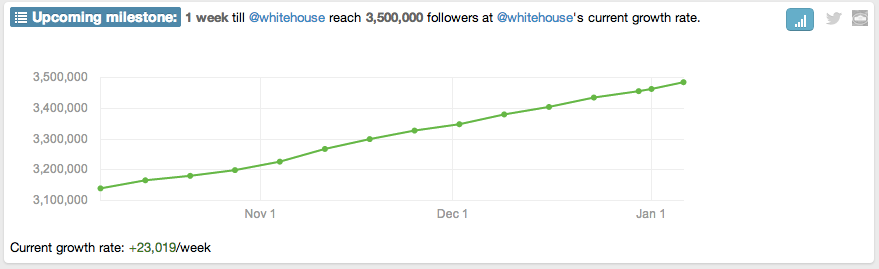 Upcoming milestone: 1 week till @whitehouse reach 3,500,000 followers at @whitehouse's current growth rate.
3,500,000
3,400,000
3,300,000
3,200,000
3,100,000
Nov 1 Dec 1 Jan 1
Current growth rate: +23,019/week